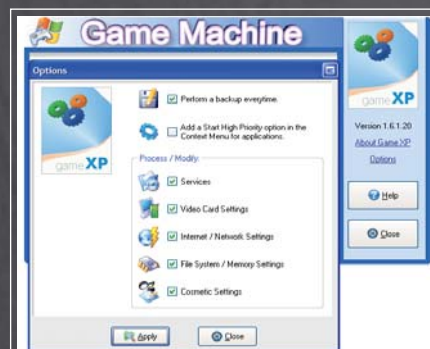 Game Machine
Options
game XP
Perform a backup everytime.
Add a Start High Priority option in the
Context Menu for applications.
Process / Modify:
Services
Video Card Settings
Internet / Network Settings
File System / Memory Settings
Cosmetic Settings
Apply
Close
game XP
Version 1.6.1.20
About Game XP
Options
Help
Close